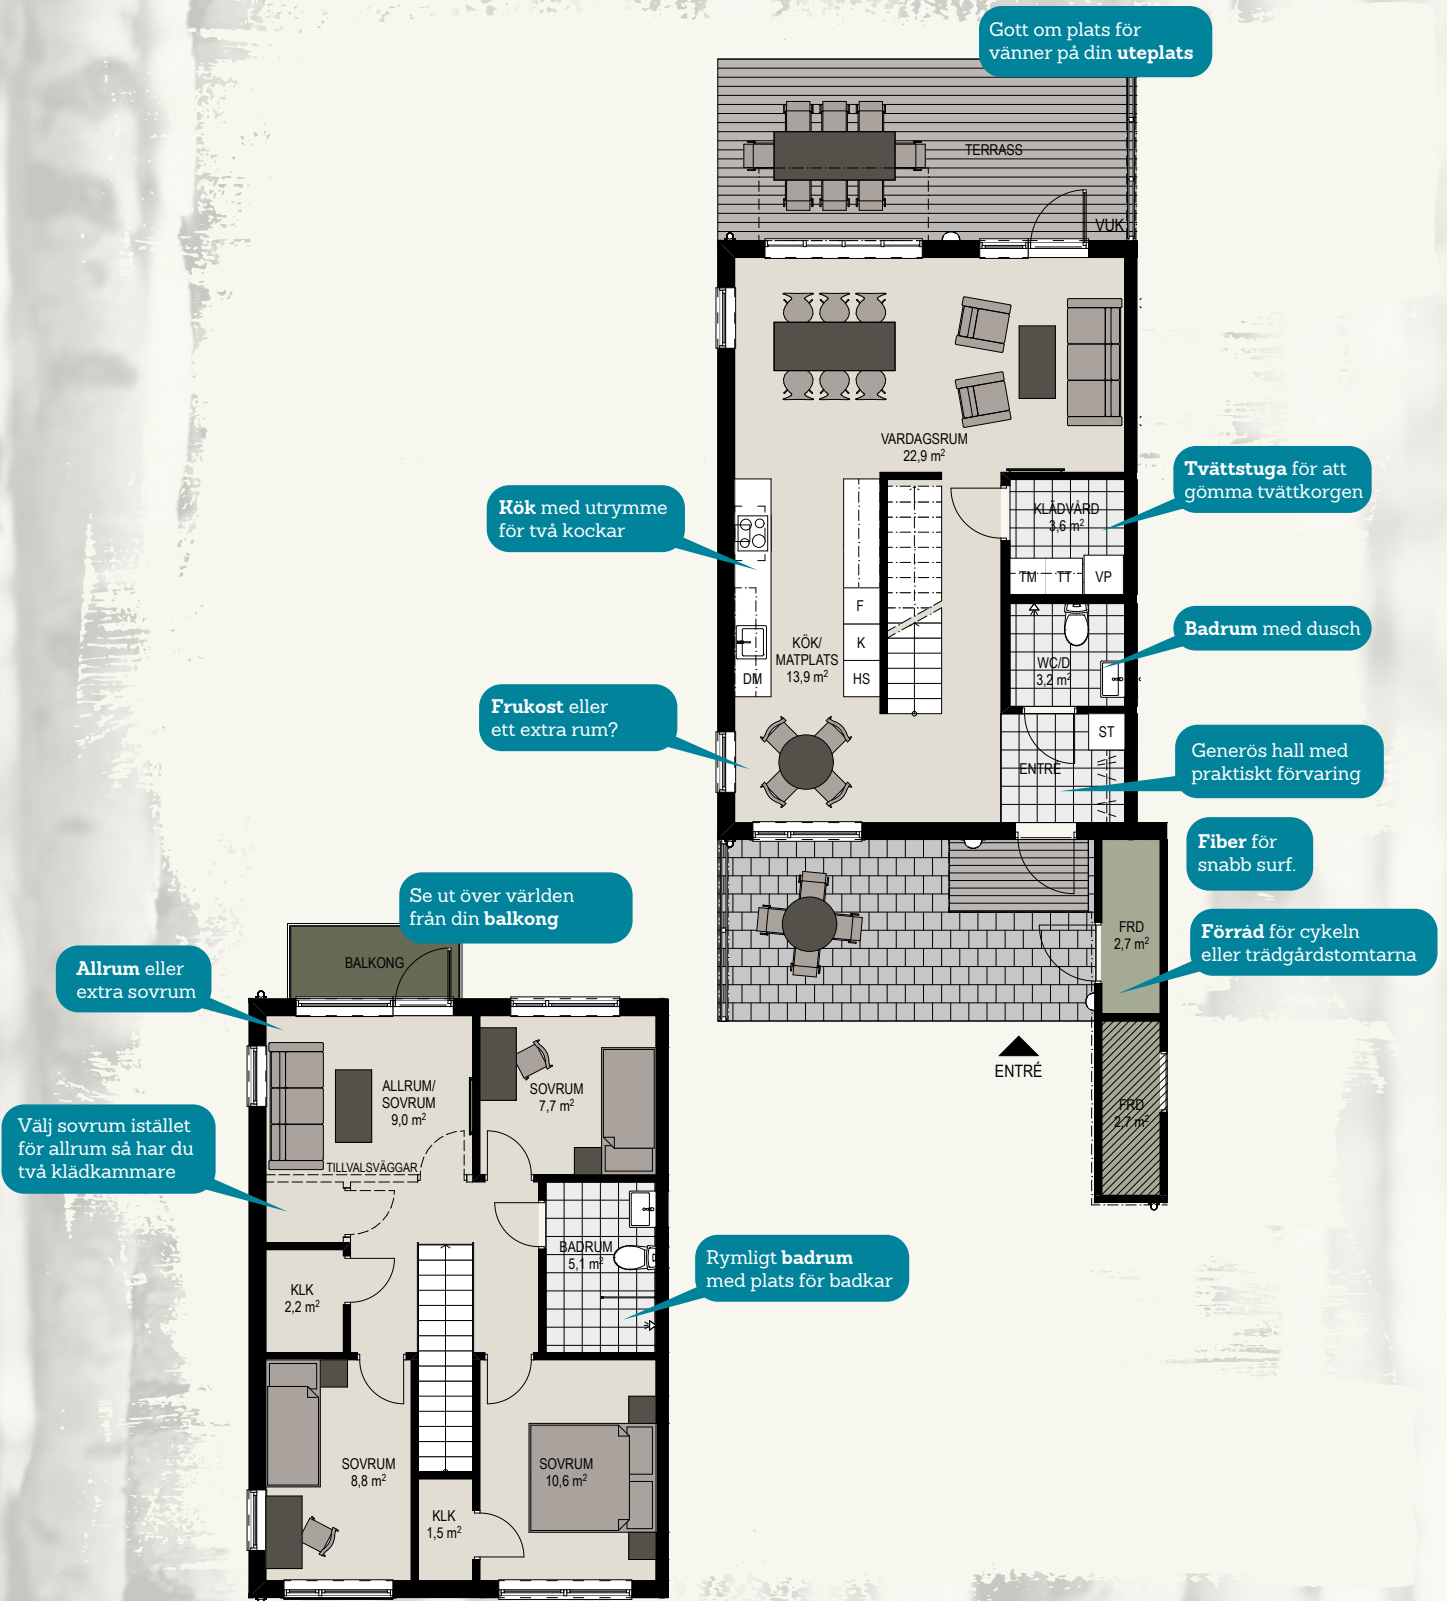 Gott om plats för
vänner på din uteplats
TERRASS
VUK
VARDAGSRUM
22,9 m²
Tvättstuga för att
gömma tvättkorgen
KLÄDVÅRD
3,6 m²
Kök med utrymme
för två kockar
TM TT VP
F
K
HS
KÖK/
MATPLATS
13,9 m²
DM
Badrum med dusch
WC/D
3,2 m²
Frukost eller
ett extra rum?
ST
ENTRÉ
Generös hall med
praktiskt förvaring
Fiber för
snabb surf.
FRD
2,7 m²
Förråd för cykeln
eller trädgårdstomtarna
ENTRÉ
FRD
2,7 m²
Se ut över världen
från din balkong
BALKONG
Allrum eller
extra sovrum
ALLRUM/
SOVRUM
9,0 m²
SOVRUM
7,7 m²
Välj sovrum istället
för allrum så har du
två klädkammare
TILLVALSVÄGGAR
BADRUM
5,1 m²
Rymligt badrum
med plats för badkar
KLK
2,2 m²
SOVRUM
8,8 m²
SOVRUM
10,6 m²
KLK
1,5 m²